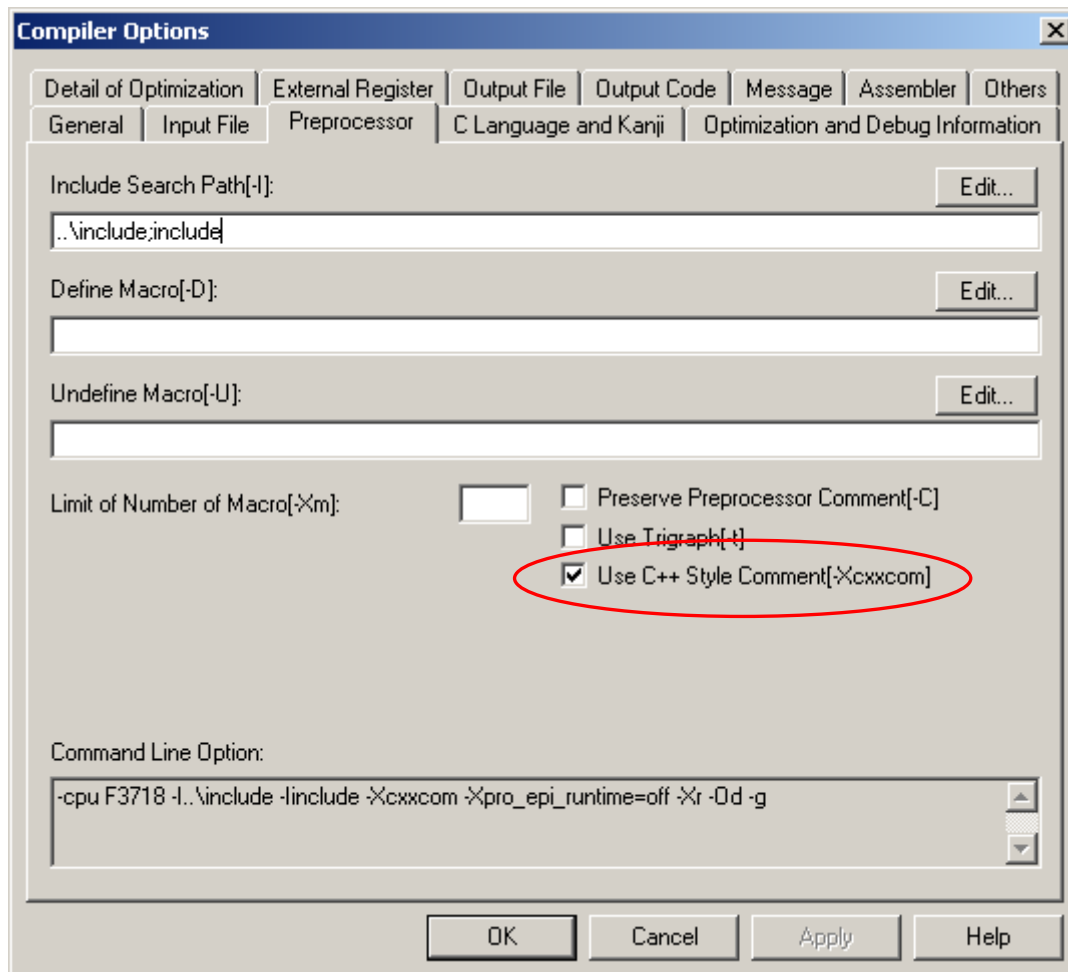 Compiler Options
Detail of Optimization External Register Output File Output Code Message Assembler Others
General Input File Preprocessor C Language and Kanji Optimization and Debug Information
Include Search Path[-I]: Edit...
..\include;include
Define Macro[-D]: Edit...
Undefine Macro[-U]: Edit...
Limit of Number of Macro[-Xm]: Preserve Preprocessor Comment[-C]
Use Trigraph[-t]
Use C++ Style Comment[-Xcxxcom]
Command Line Option:
-cpu F3718 -I..\include -Iinclude -Xcxxcom -Xpro_epi_runtime=off -Xr -Od -g
OK Cancel Apply Help